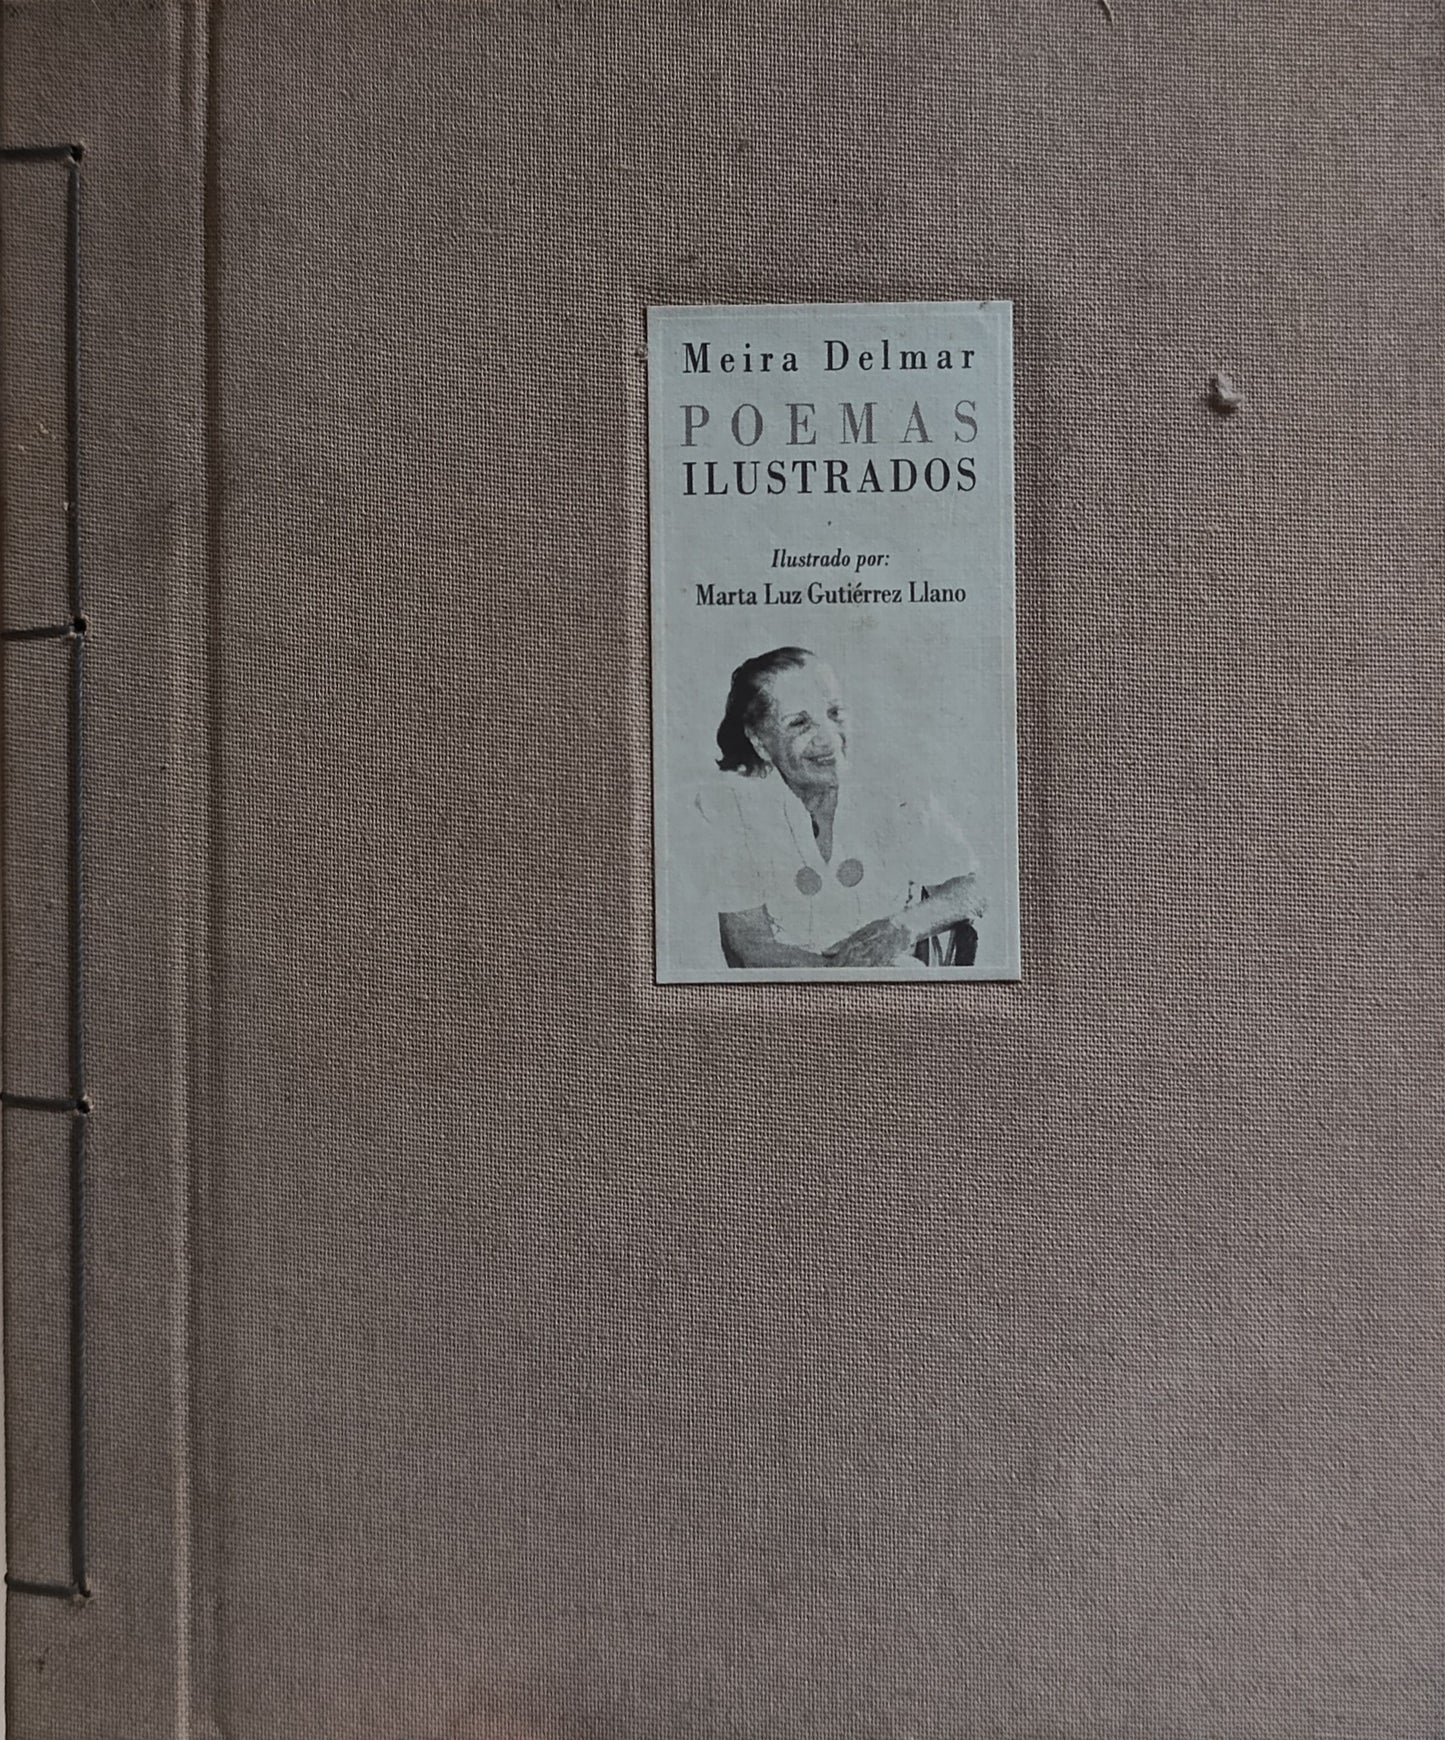 Meira Delmar
POEMAS
ILUSTRADOS
Ilustrado por:
Marta Luz Gutiérrez Llano